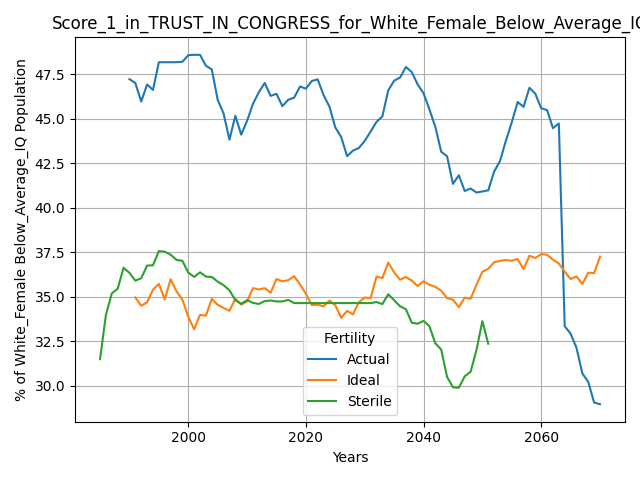 Score_1_in_TRUST_IN_CONGRESS_for_White_Female_Below_Average_IQ
% of White_Female Below_Average_IQ Population
47.5
45.0
42.5
40.0
37.5
35.0
32.5
30.0
Fertility
Actual
Ideal
Sterile
2000 2020 2040 2060
Years